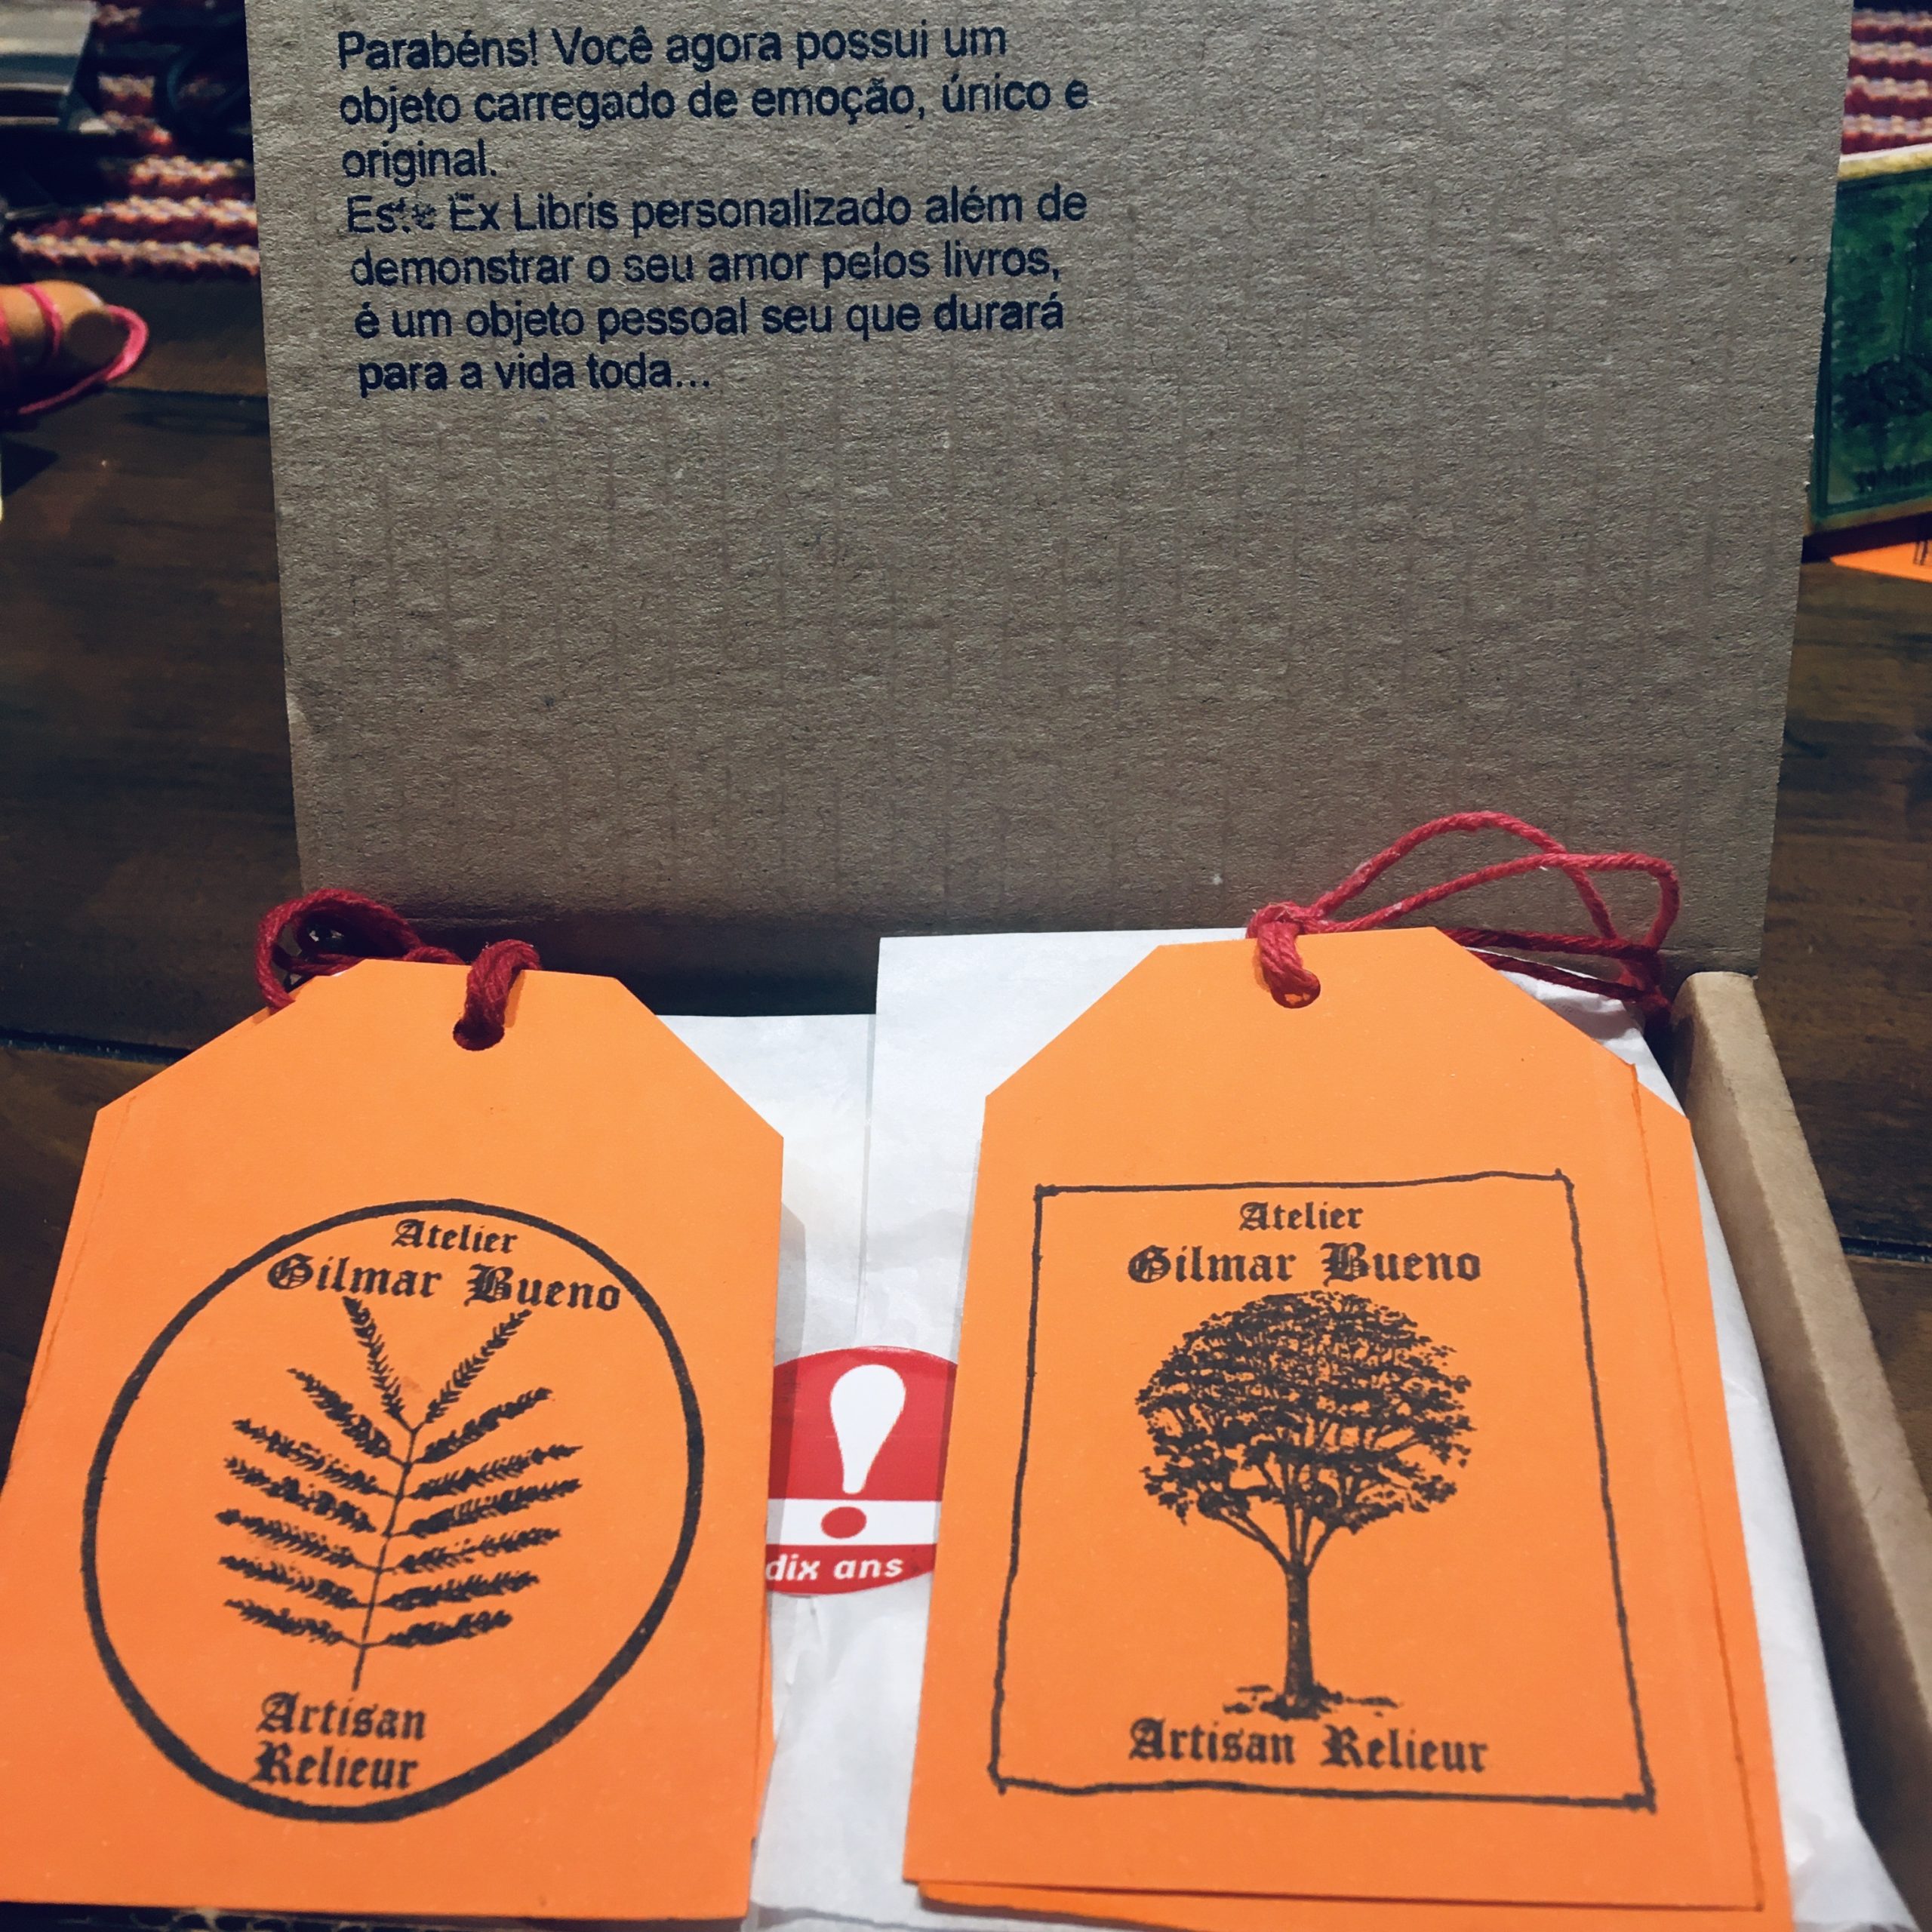 Parabéns! Você agora possui um
objeto carregado de emoção, único e
original.
Este Ex Libris personalizado além de
demonstrar o seu amor pelos livros,
é um objeto pessoal seu que durará
para a vida toda...
Atelier
Gilmar Bueno
Artisan
Relieur
dix ans
Atelier
Gilmar Bueno
Artisan Relieur